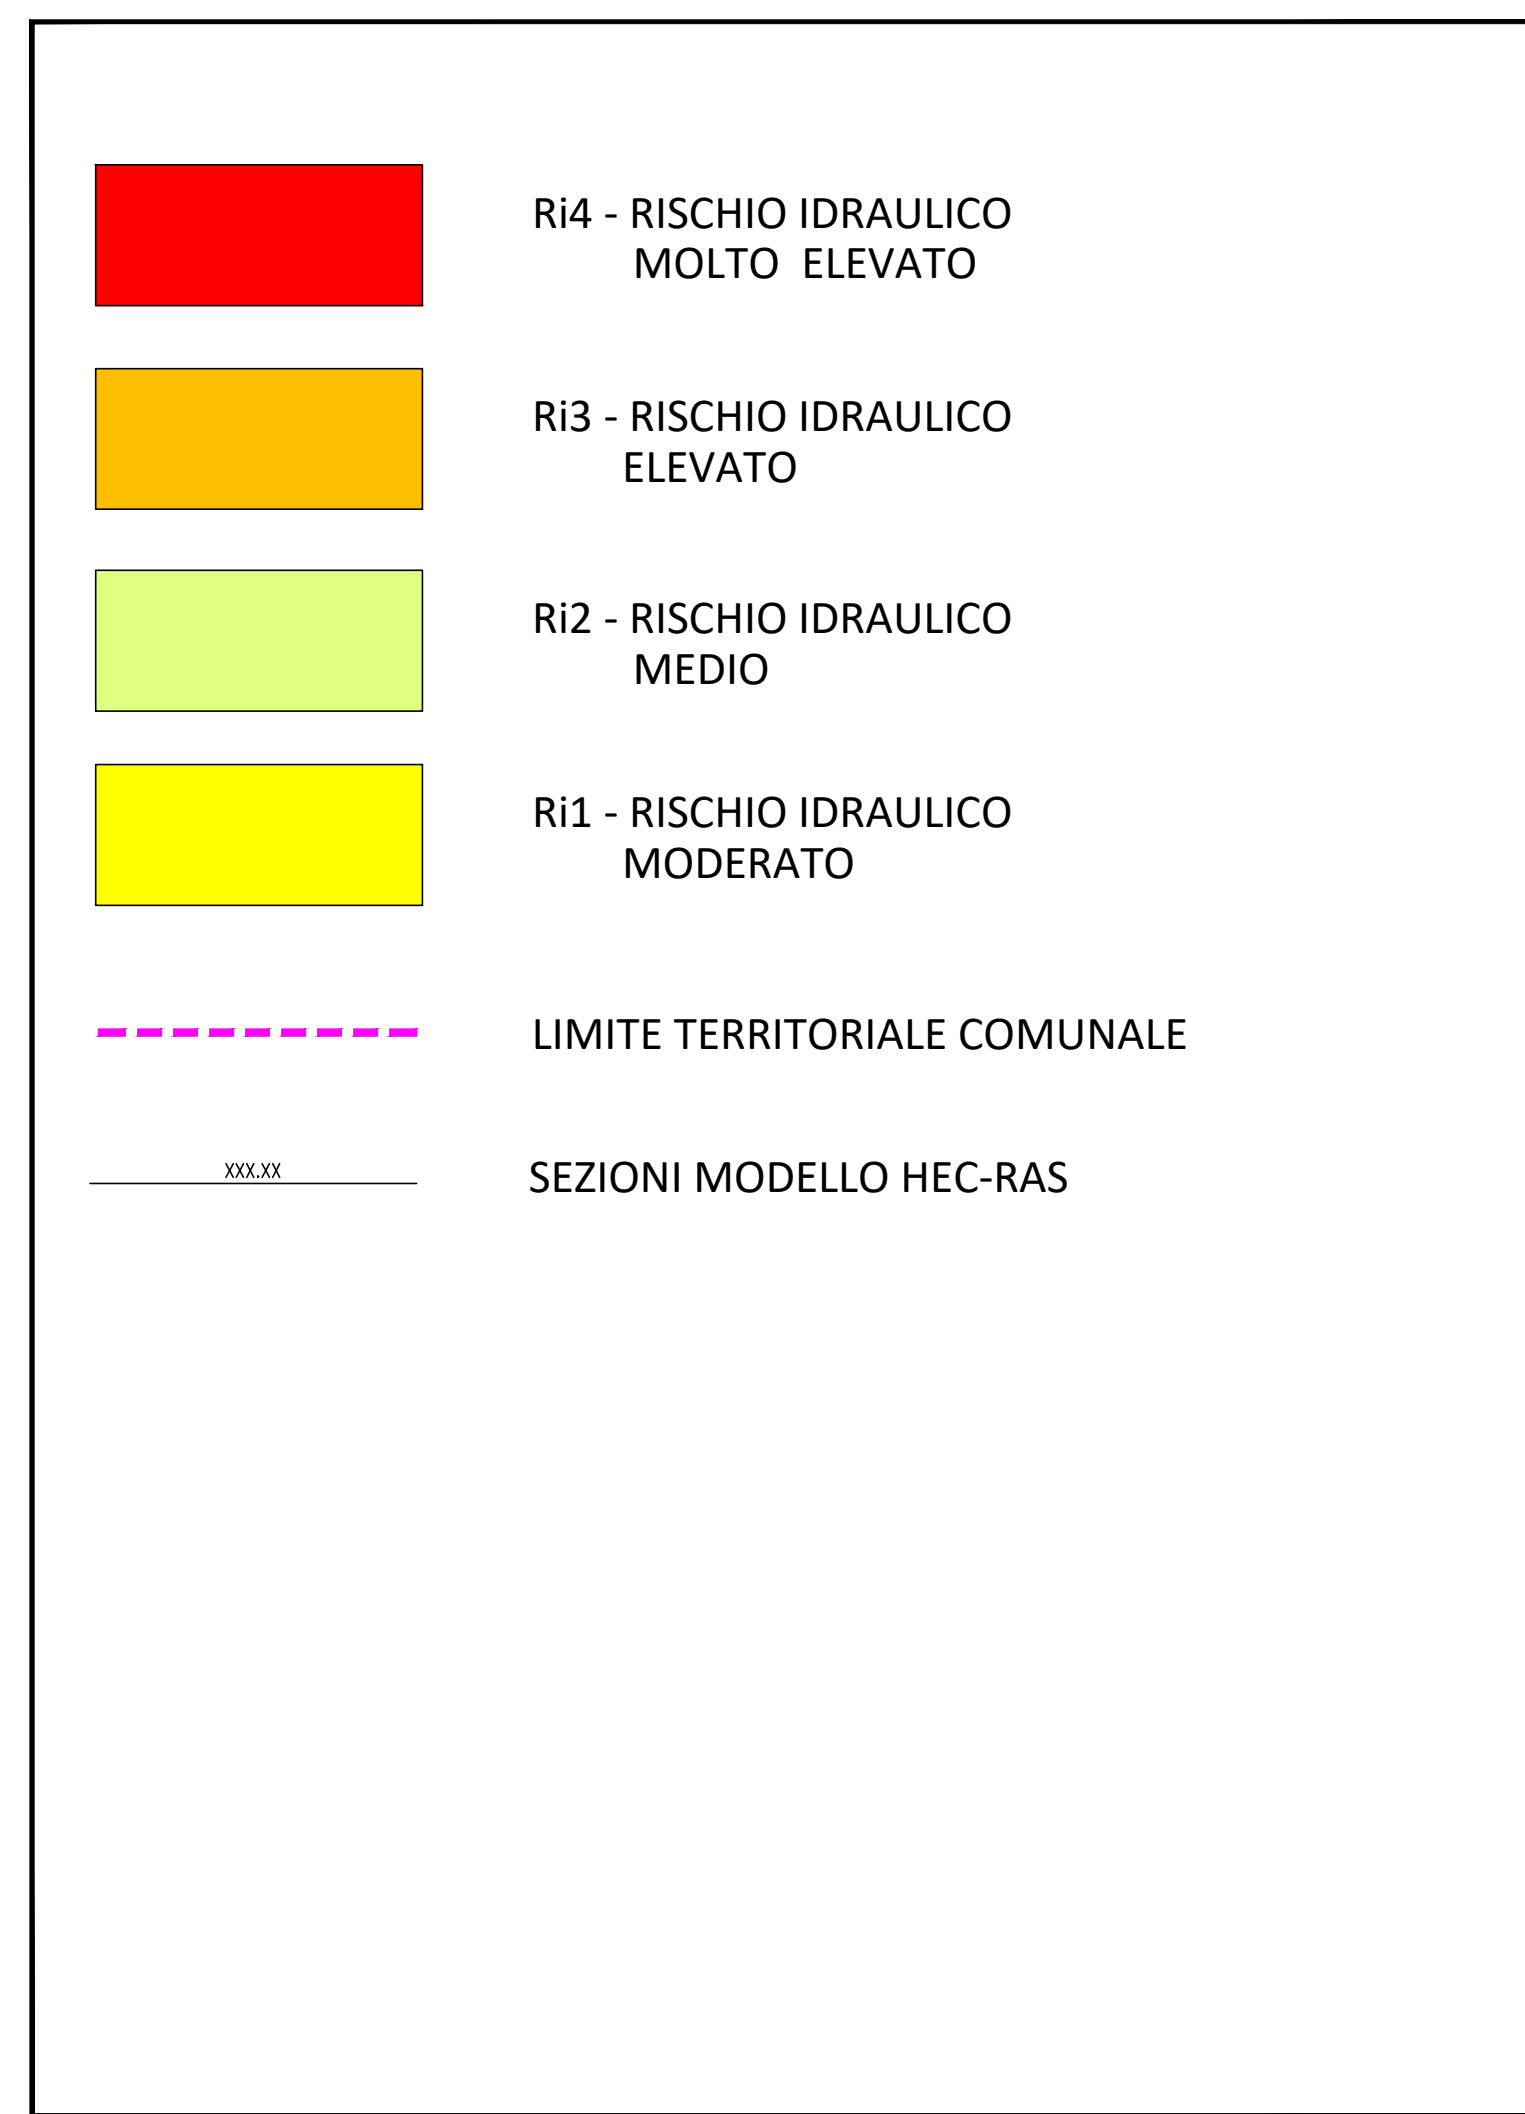 Ri4 - RISCHIO IDRAULICO
MOLTO ELEVATO
Ri3 - RISCHIO IDRAULICO
ELEVATO
Ri2 - RISCHIO IDRAULICO
MEDIO
Ri1 - RISCHIO IDRAULICO
MODERATO
LIMITE TERRITORIALE COMUNALE
XXX.XX
SEZIONI MODELLO HEC-RAS